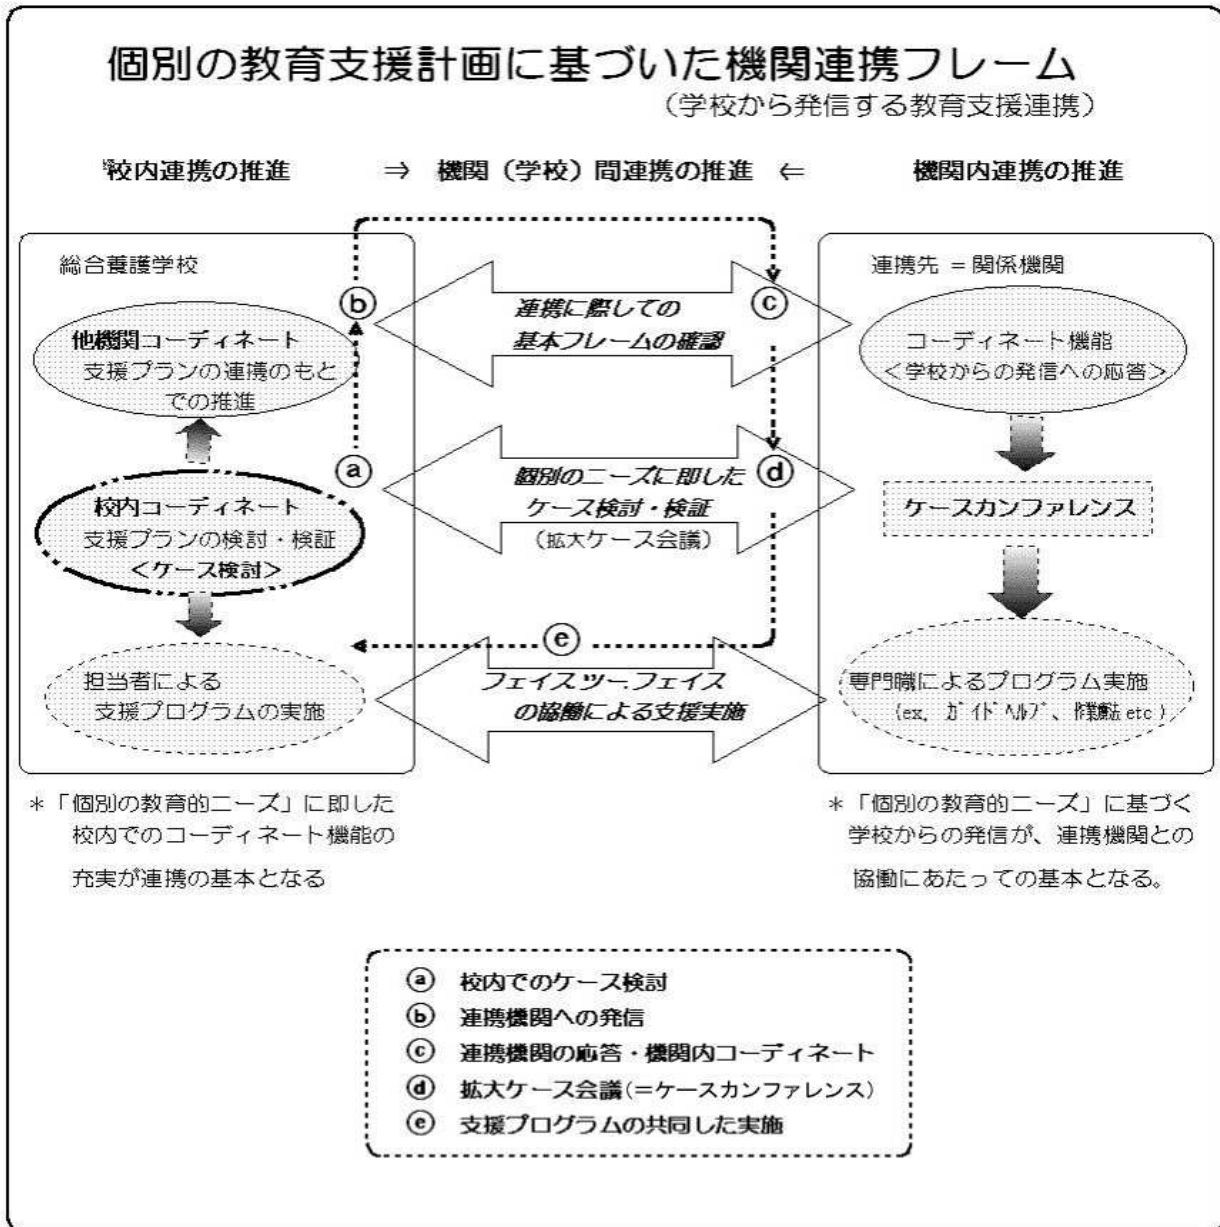 個別の教育支援計画に基づいた機関連携フレーム
(学校から発信する教育支援連携)
校内連携の推進 ⇒ 機関(学校)間連携の推進 ⇐ 機関内連携の推進
総合養護学校
他機関コーディネート
支援プランの連携のもと
での推進
校内コーディネート
支援プランの検討・検証
<ケース検討>
担当者による
支援プログラムの実施
ⓑ
ⓒ
連携に際しての
基本フレームの確認
ⓐ
ⓓ
個別のニーズに即した
ケース検討・検証
(拡大ケース会議)
ⓔ
フェイスツーフェイス
の協働による支援実施
連携先 = 関係機関
コーディネート機能
<学校からの発信への応答>
ケースカンファレンス
専門職によるプログラム実施
(ex. ガイドヘルプ、作業療法 etc )
*「個別の教育的ニーズ」に即した
校内でのコーディネート機能の
充実が連携の基本となる
*「個別の教育的ニーズ」に基づく
学校からの発信が、連携機関との
協働にあたっての基本となる。
ⓐ 校内でのケース検討
ⓑ 連携機関への発信
ⓒ 連携機関の応答・機関内コーディネート
ⓓ 拡大ケース会議(=ケースカンファレンス)
ⓔ 支援プログラムの共同した実施